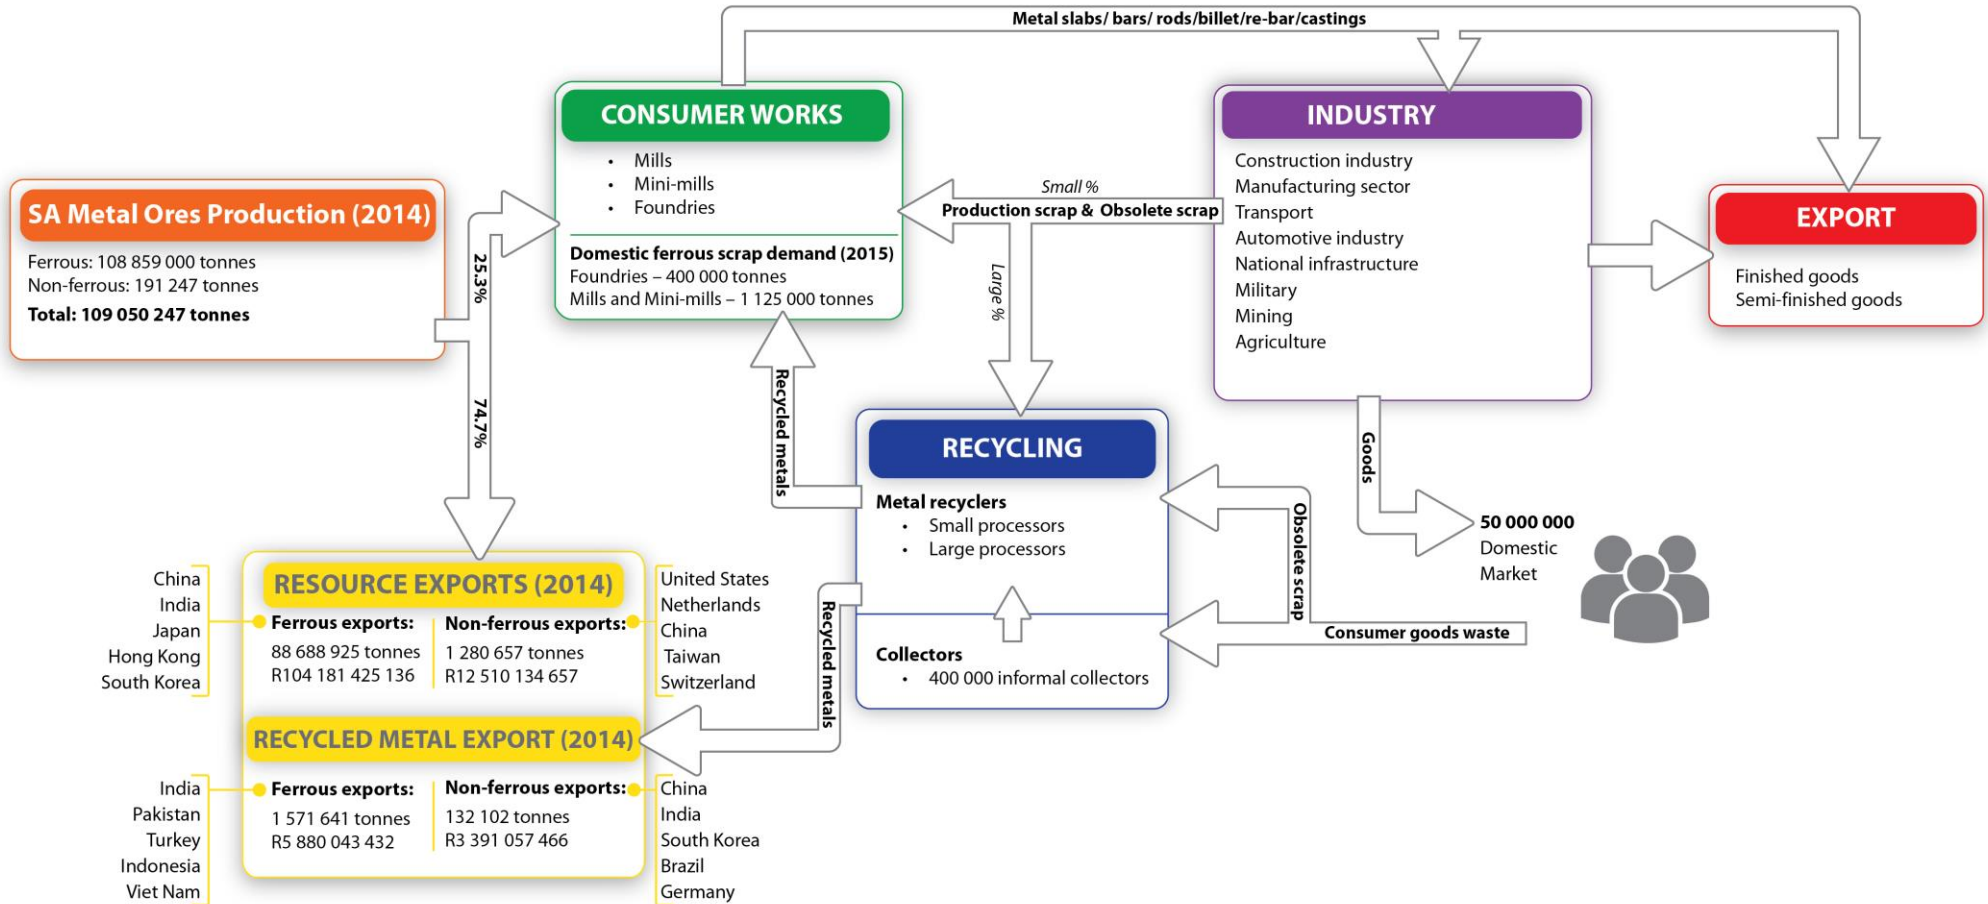 Metal slabs/ bars/ rods/billet/re-bar/castings
CONSUMER WORKS
• Mills
• Mini-mills
• Foundries
Domestic ferrous scrap demand (2015)
Foundries – 400 000 tonnes
Mills and Mini-mills – 1 125 000 tonnes
INDUSTRY
Construction industry
Manufacturing sector
Transport
Automotive industry
National infrastructure
Military
Mining
Agriculture
EXPORT
Finished goods
Semi-finished goods
SA Metal Ores Production (2014)
Ferrous: 108 859 000 tonnes
Non-ferrous: 191 247 tonnes
Total: 109 050 247 tonnes
25.3%
74.7%
Small %
Production scrap & Obsolete scrap
Large %
Recycled metals
RECYCLING
Metal recyclers
• Small processors
• Large processors
Collectors
• 400 000 informal collectors
Goods
50 000 000
Domestic
Market
Obsolete scrap
Consumer goods waste
Recycled metals
RESOURCE EXPORTS (2014)
China
India
Japan
Hong Kong
South Korea
Ferrous exports:
88 688 925 tonnes
R104 181 425 136
Non-ferrous exports:
1 280 657 tonnes
R12 510 134 657
United States
Netherlands
China
Taiwan
Switzerland
RECYCLED METAL EXPORT (2014)
India
Pakistan
Turkey
Indonesia
Viet Nam
Ferrous exports:
1 571 641 tonnes
R5 880 043 432
Non-ferrous exports:
132 102 tonnes
R3 391 057 466
China
India
South Korea
Brazil
Germany